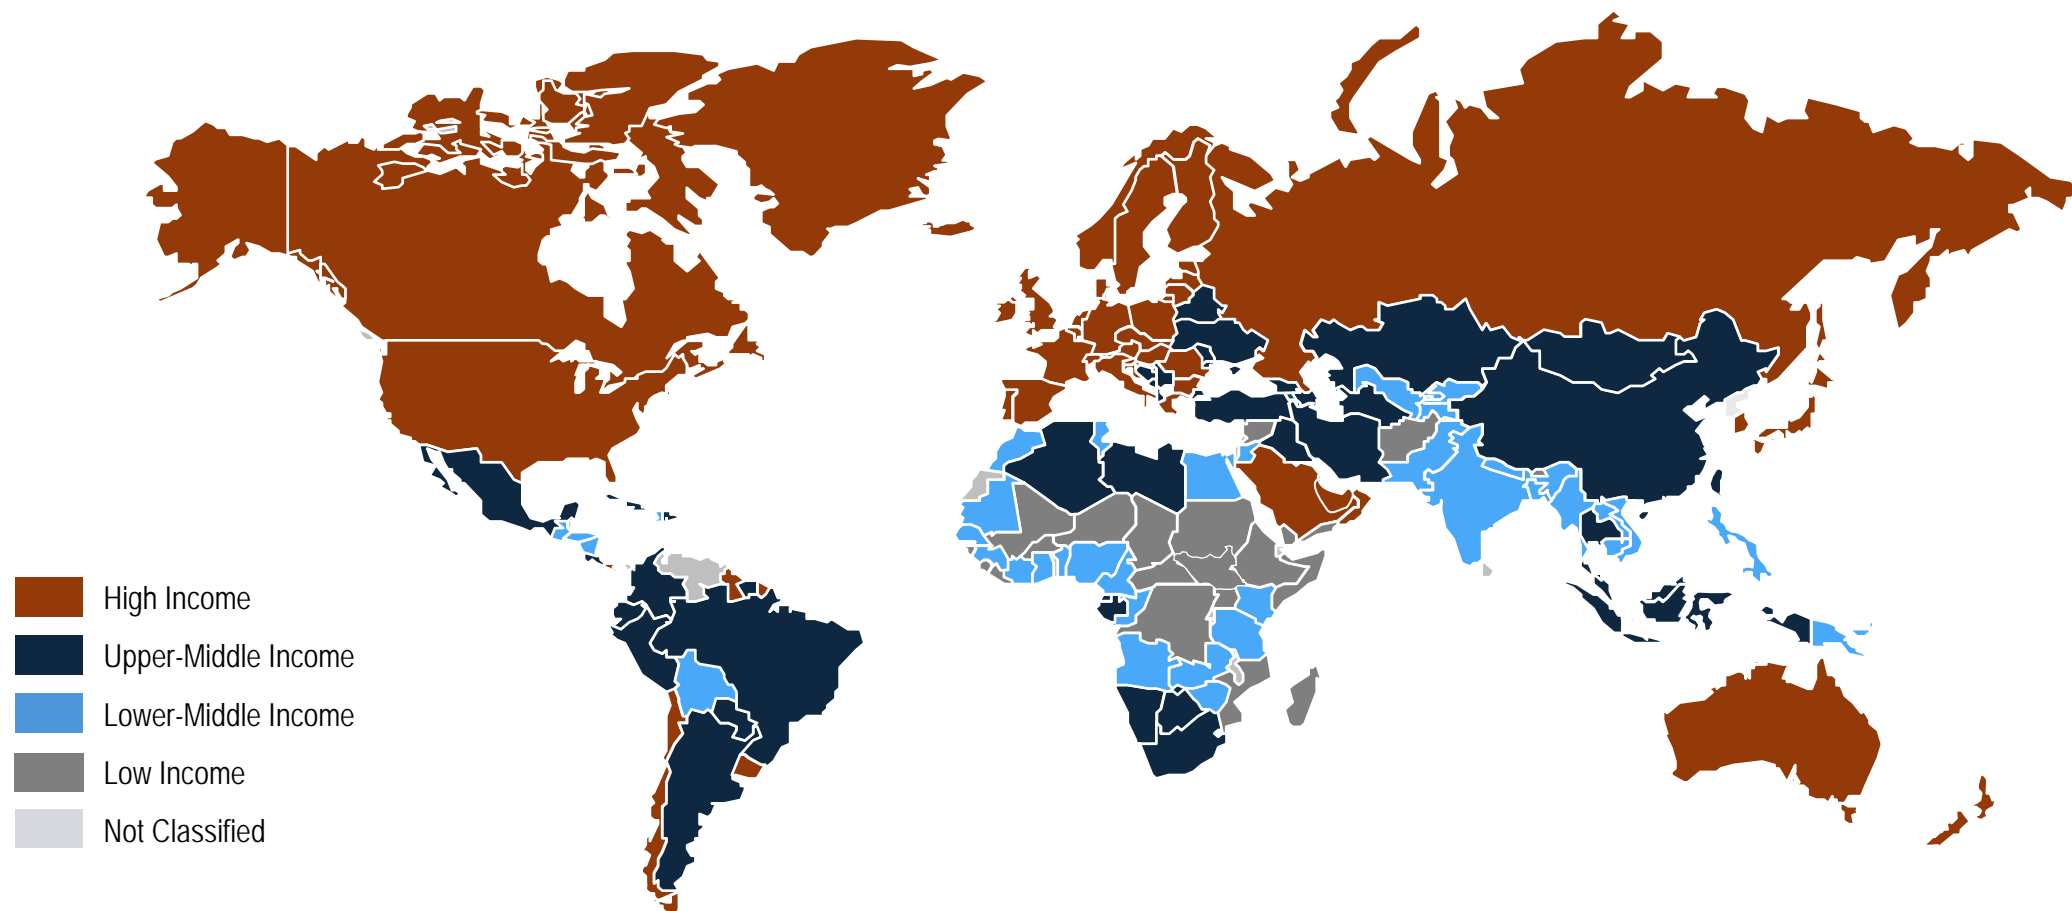 High Income
Upper-Middle Income
Lower-Middle Income
Low Income
Not Classified